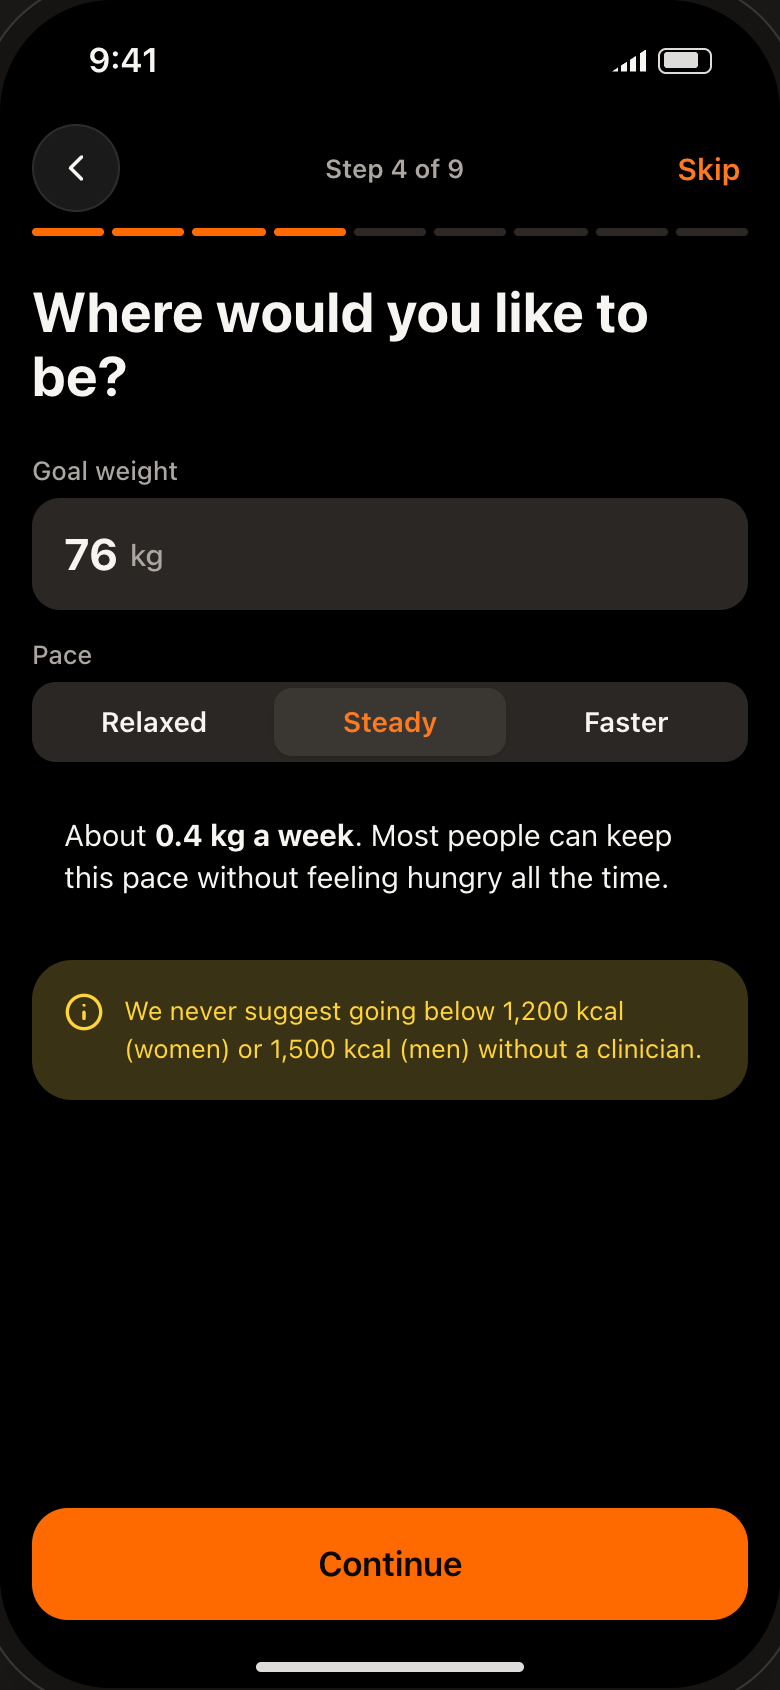 9:41
Step 4 of 9
Skip
Where would you like to
be?
Goal weight
76 kg
Pace
Relaxed
Steady
Faster
About 0.4 kg a week. Most people can keep
this pace without feeling hungry all the time.
We never suggest going below 1,200 kcal
(women) or 1,500 kcal (men) without a clinician.
Continue